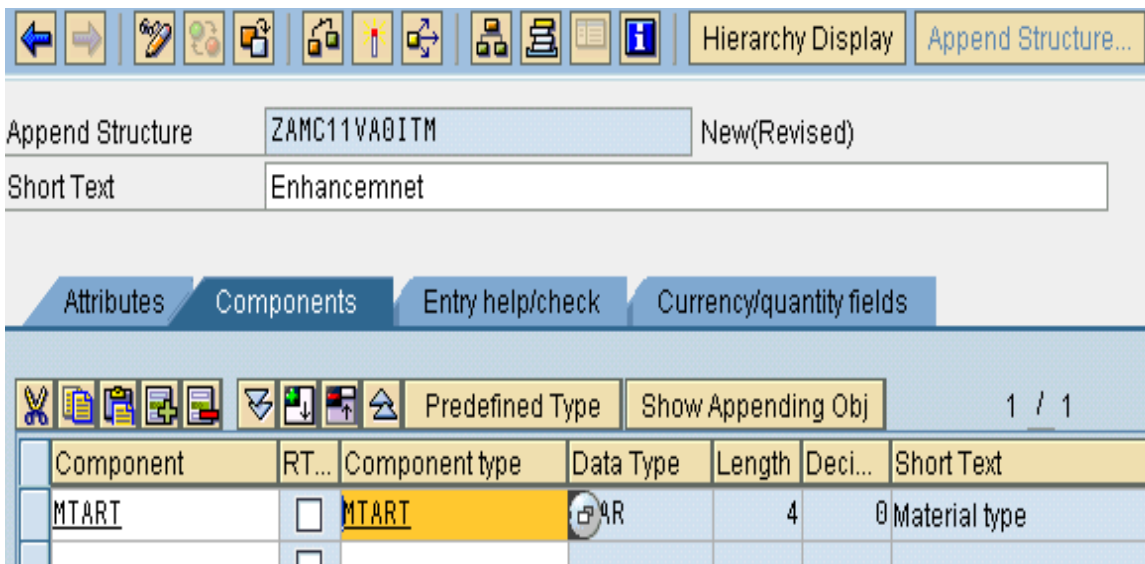 Hierarchy Display Append Structure...
Append Structure ZAMC11VA0ITM New(Revised)
Short Text Enhancemnet
Attributes Components Entry help/check Currency/quantity fields
Predefined Type Show Appending Obj 1 / 1
Component RT... Component type Data Type Length Deci... Short Text
MTART MTART AR 4 0 Material type